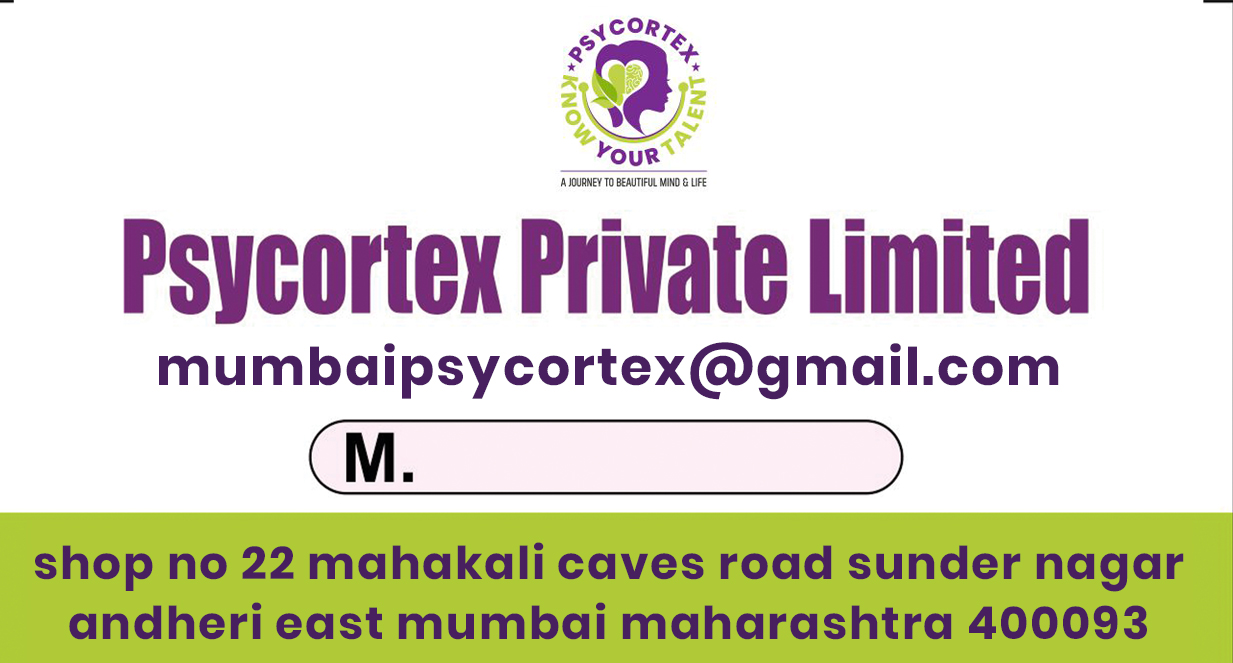 PSYCORTEX
KNOW YOUR TALENT
A JOURNEY TO BEAUTIFUL MIND & LIFE
Psycortex Private Limited
mumbaipsycortex@gmail.com
M.
shop no 22 mahakali caves road sunder nagar
andheri east mumbai maharashtra 400093